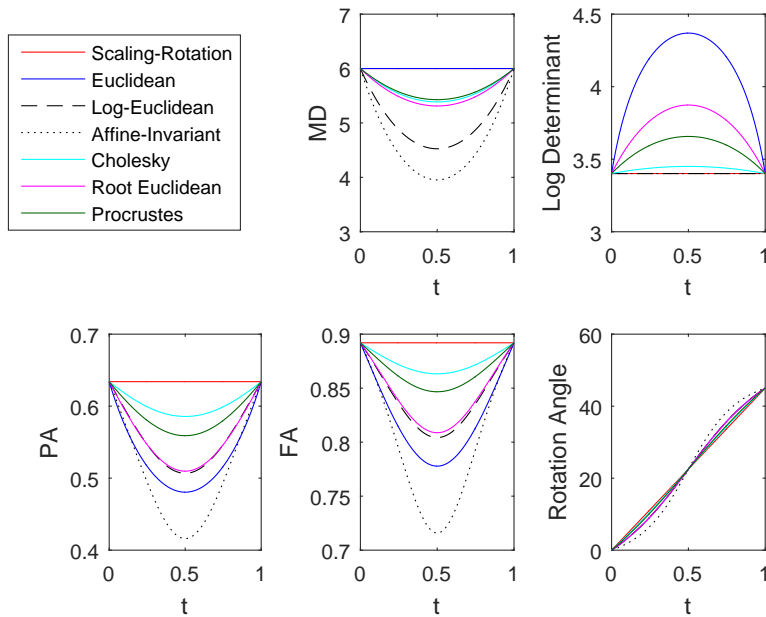 Scaling-Rotation
Euclidean
Log-Euclidean
Affine-Invariant
Cholesky
Root Euclidean
Procrustes
7
6
5
4
3
MD
0
0.5
1
t
4.5
4
3.5
3
Log Determinant
0
0.5
1
t
0.7
0.6
0.5
0.4
PA
0
0.5
1
t
0.9
0.85
0.8
0.75
0.7
FA
0
0.5
1
t
60
40
20
0
Rotation Angle
0
0.5
1
t